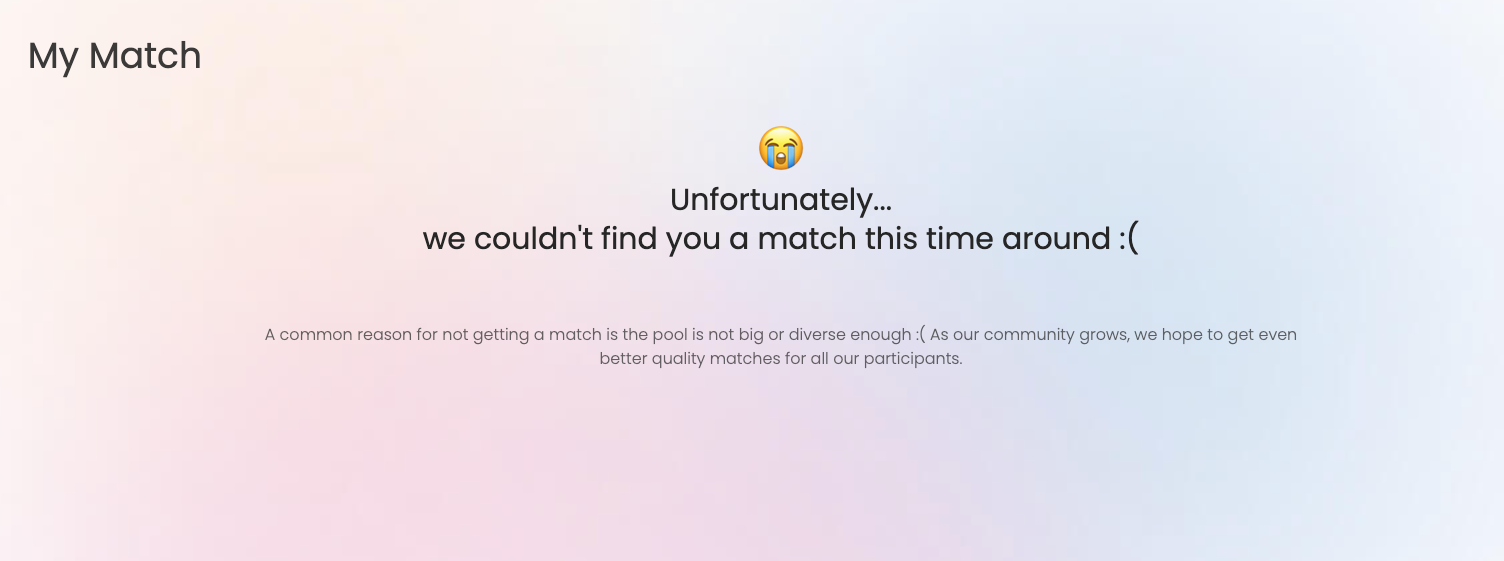 My Match
Unfortunately...
we couldn't find you a match this time around :(
A common reason for not getting a match is the pool is not big or diverse enough :( As our community grows, we hope to get even
better quality matches for all our participants.